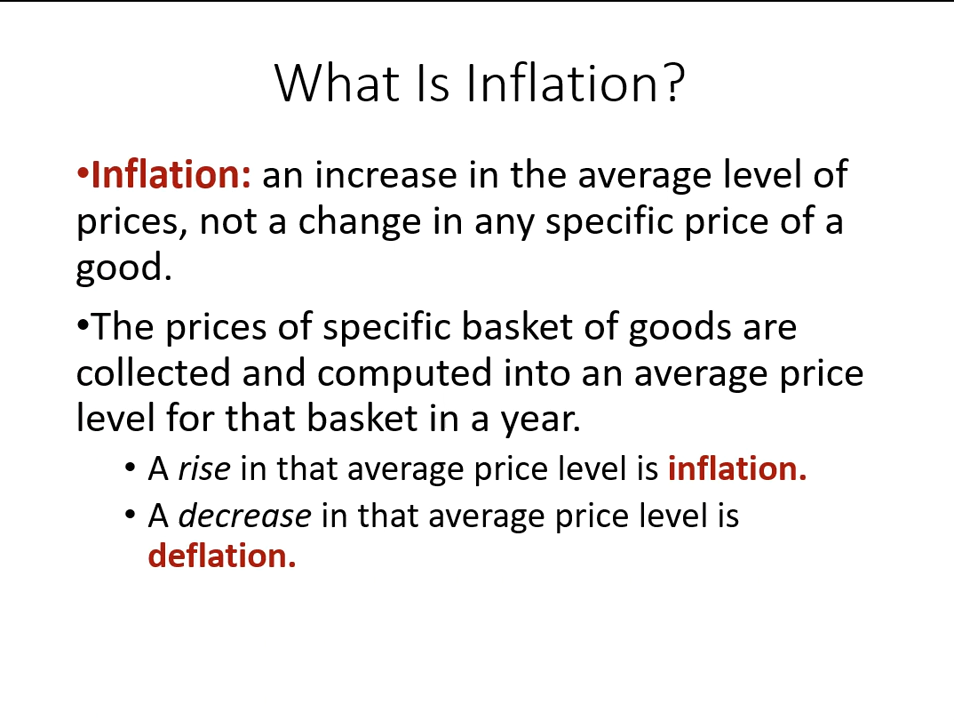 What Is Inflation?
•Inflation: an increase in the average level of
prices, not a change in any specific price of a
good.
•The prices of specific basket of goods are
collected and computed into an average price
level for that basket in a year.
• A rise in that average price level is inflation.
• A decrease in that average price level is
deflation.